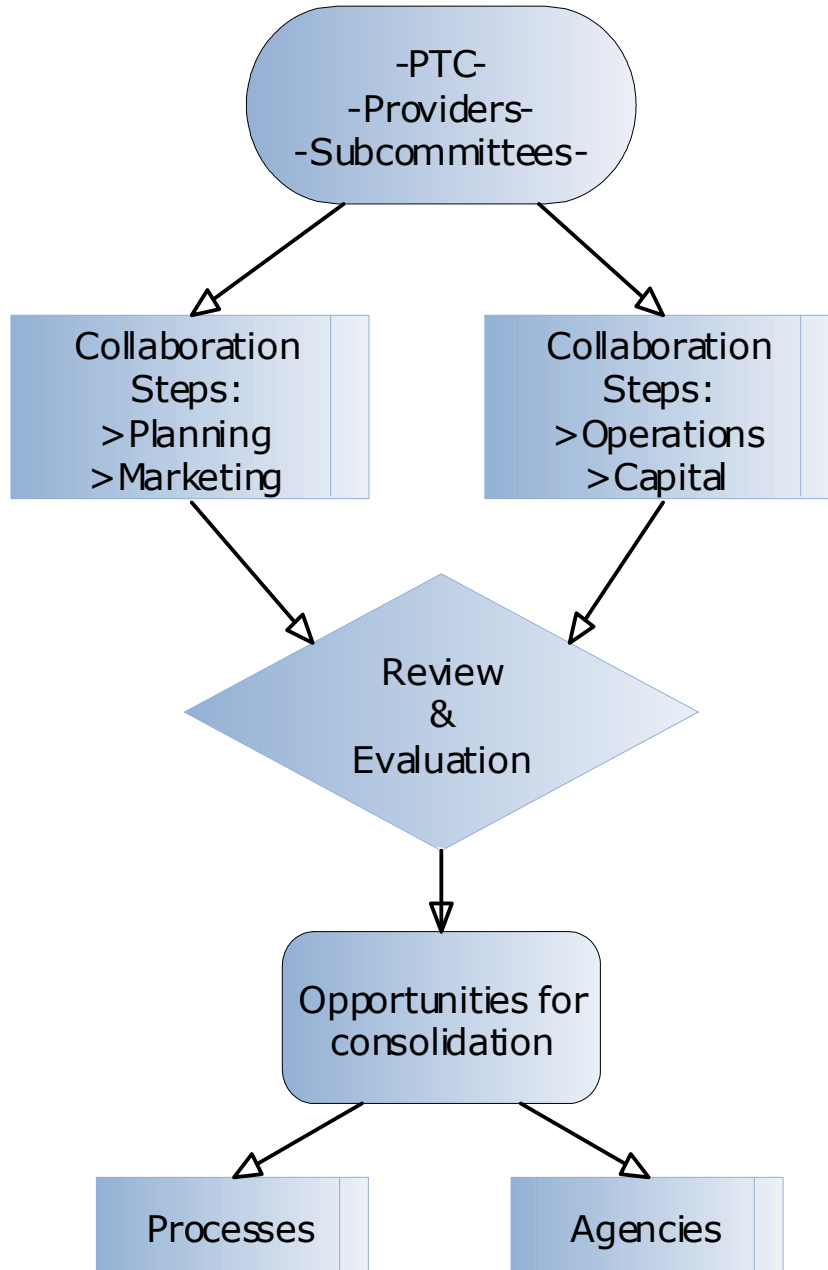 -PTC-
-Providers-
-Subcommittees-
Collaboration
Steps:
>Planning
>Marketing
Collaboration
Steps:
>Operations
>Capital
Review
&
Evaluation
Opportunities for
consolidation
Processes
Agencies